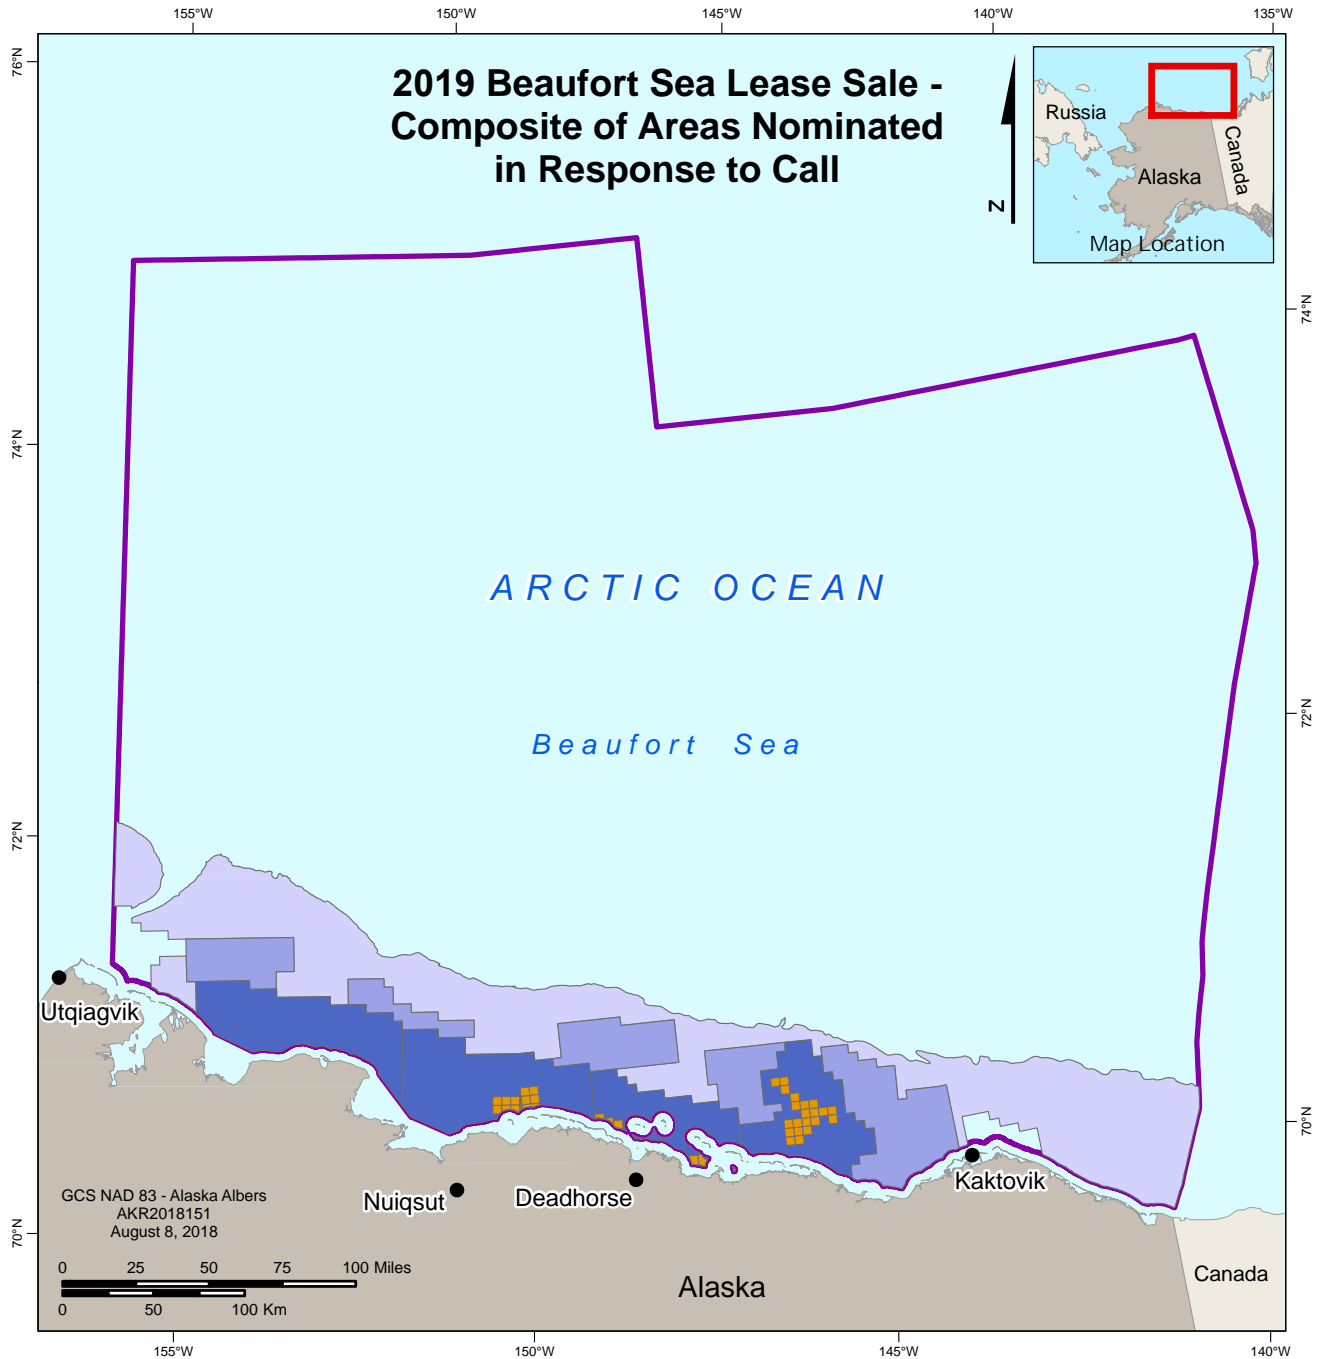 155°W 150°W 145°W 140°W 135°W
76°N
2019 Beaufort Sea Lease Sale -
Composite of Areas Nominated
in Response to Call
N
Russia
Canada
Alaska
Map Location
74°N
74°N
ARCTIC OCEAN
72°N
Beaufort Sea
72°N
Utqiagvik
70°N
Kaktovik
Deadhorse
Nuiqsut
GCS NAD 83 - Alaska Albers
AKR2018151
August 8, 2018
70°N
0 25 50 75 100 Miles
0 50 100 Km
Alaska
Canada
155°W 150°W 145°W 140°W